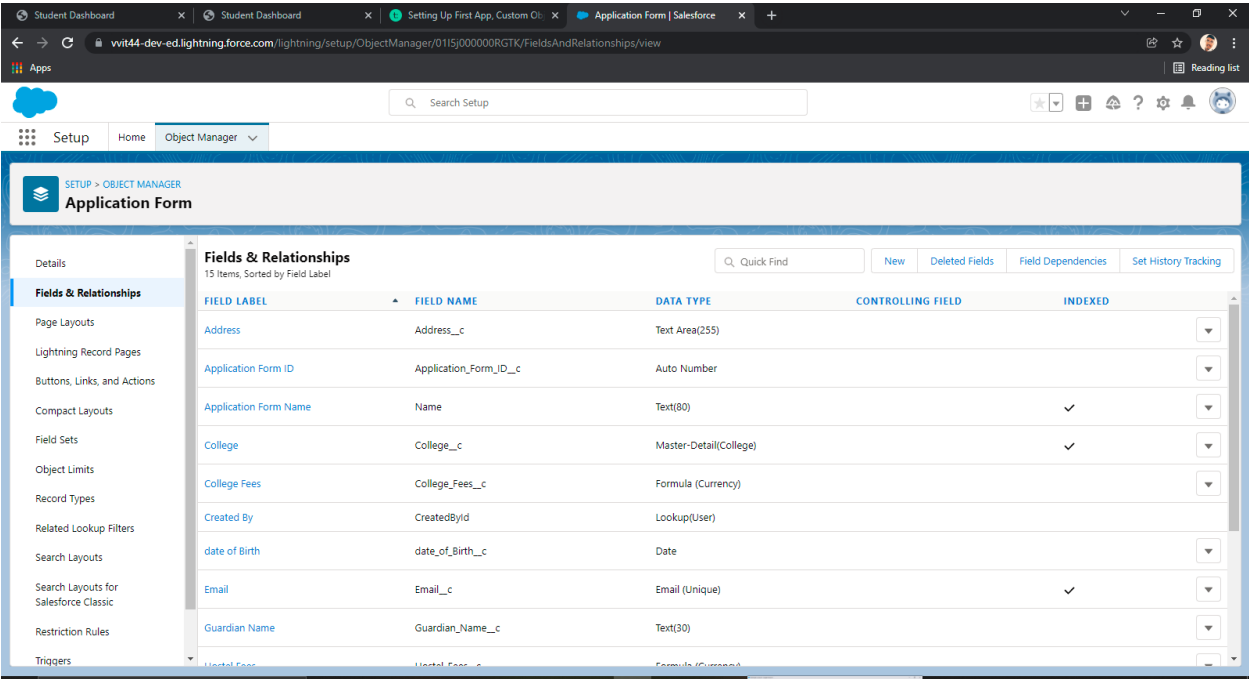 Student Dashboard
Student Dashboard
Setting Up First App, Custom Ob
Application Form | Salesforce
vvit44-dev-ed.lightning.force.com/lightning/setup/ObjectManager/01I5j000000RGTK/FieldsAndRelationships/view
Apps
Reading list
Search Setup
Setup
Home
Object Manager
SETUP > OBJECT MANAGER
Application Form
Details
Fields & Relationships
Page Layouts
Lightning Record Pages
Buttons, Links, and Actions
Compact Layouts
Field Sets
Object Limits
Record Types
Related Lookup Filters
Search Layouts
Search Layouts for
Salesforce Classic
Restriction Rules
Triggers
Fields & Relationships
15 Items, Sorted by Field Label
Quick Find
New
Deleted Fields
Field Dependencies
Set History Tracking
FIELD LABEL FIELD NAME DATA TYPE CONTROLLING FIELD INDEXED
Address Address__c Text Area(255)
Application Form ID Application_Form_ID__c Auto Number
Application Form Name Name Text(80)
College College__c Master-Detail(College)
College Fees College_Fees__c Formula (Currency)
Created By CreatedById Lookup(User)
date of Birth date_of_Birth__c Date
Email Email__c Email (Unique)
Guardian Name Guardian_Name__c Text(30)
Hostel Fees Hostel_Fees__c Formula (Currency)